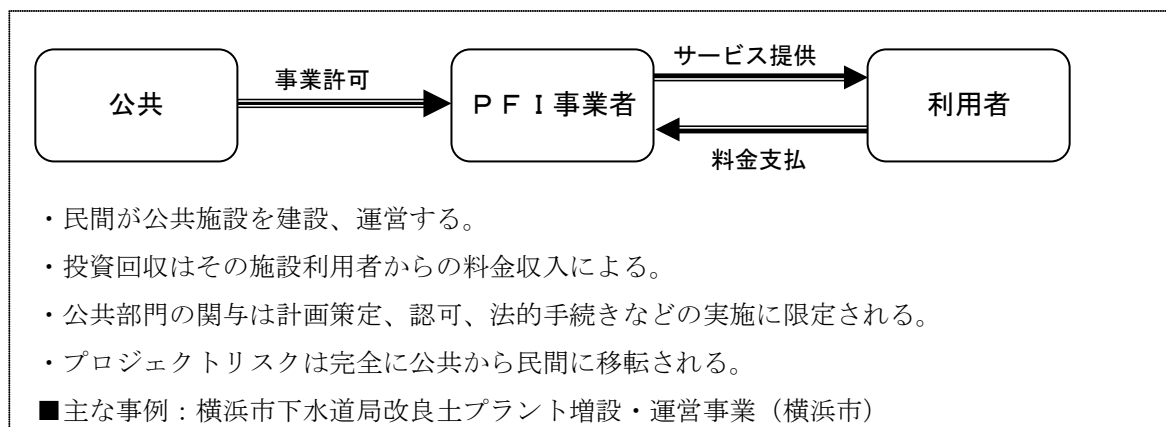 公共
事業許可
ＰＦＩ事業者
サービス提供
料金支払
利用者
・民間が公共施設を建設、運営する。
・投資回収はその施設利用者からの料金収入による。
・公共部門の関与は計画策定、認可、法的手続きなどの実施に限定される。
・プロジェクトリスクは完全に公共から民間に移転される。
■主な事例：横浜市下水道局改良土プラント増設・運営事業（横浜市）